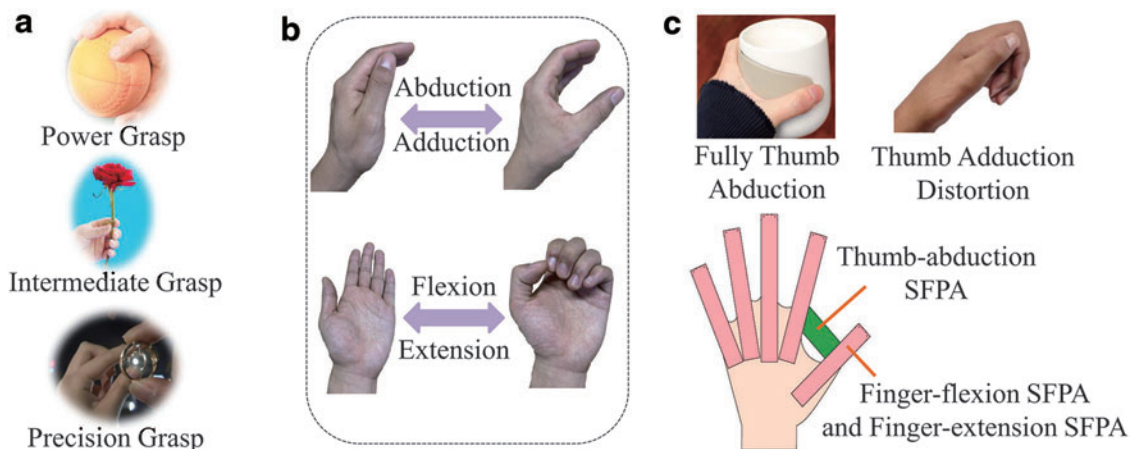 a
Power Grasp
Intermediate Grasp
Precision Grasp
b
Abduction
Adduction
Flexion
Extension
c
Fully Thumb
Abduction
Thumb Adduction
Distortion
Thumb-abduction
SFPA
Finger-flexion SFPA
and Finger-extension SFPA